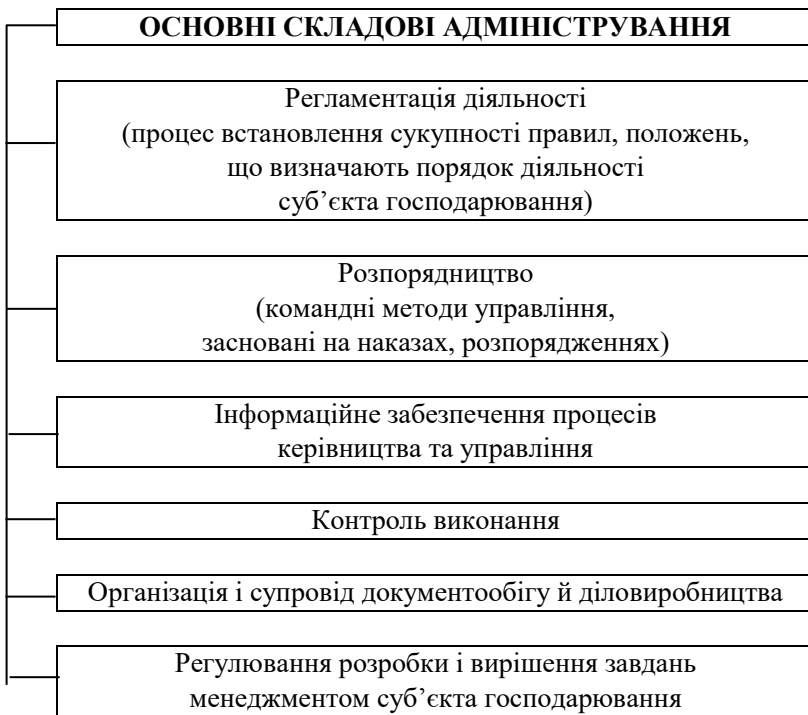 ОСНОВНІ СКЛАДОВІ АДМІНІСТРУВАННЯ
Регламентація діяльності
(процес встановлення сукупності правил, положень,
що визначають порядок діяльності
суб’єкта господарювання)
Розпорядництво
(командні методи управління,
засновані на наказах, розпорядженнях)
Інформаційне забезпечення процесів
керівництва та управління
Контроль виконання
Організація і супровід документообігу й діловиробництва
Регулювання розробки і вирішення завдань
менеджментом суб’єкта господарювання